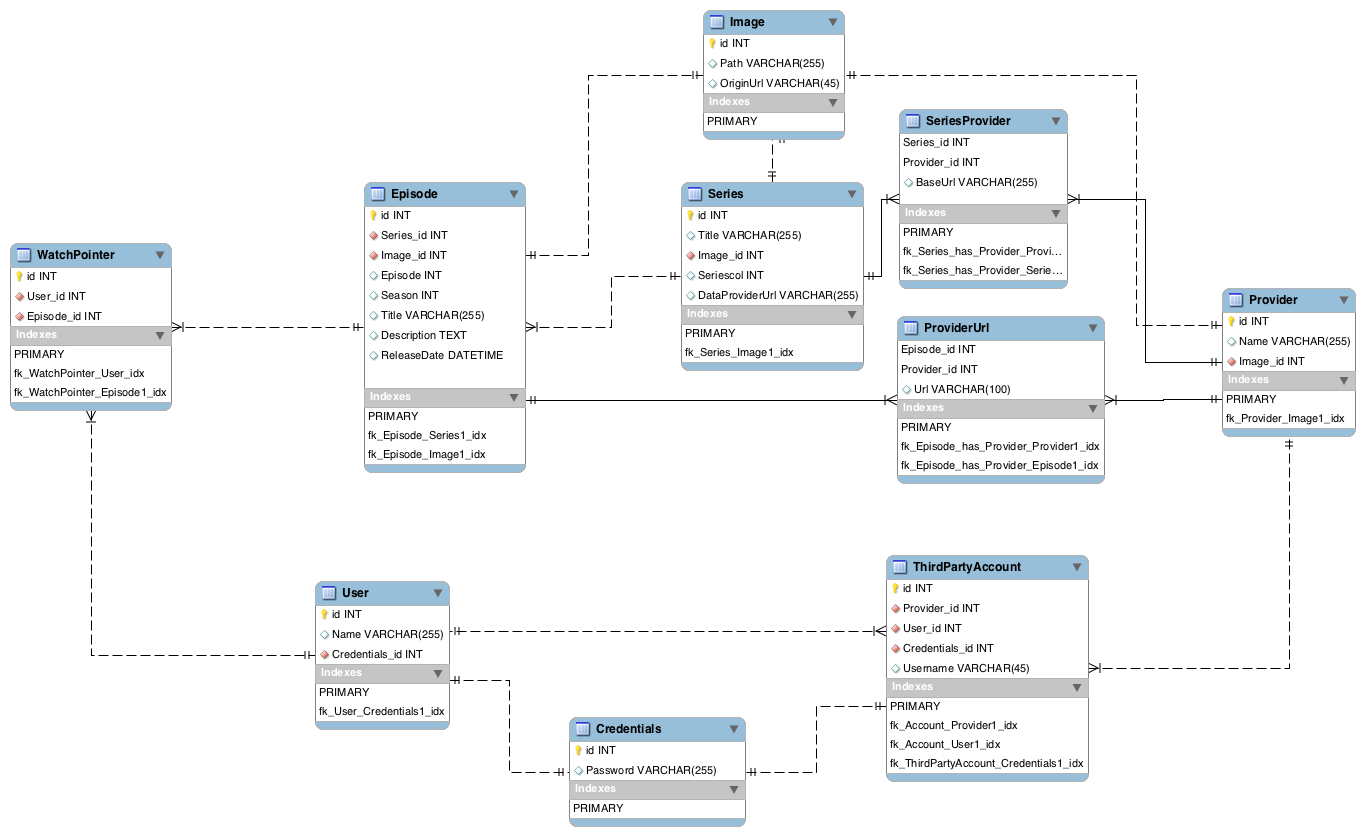 Image
id INT
Path VARCHAR(255)
OriginUrl VARCHAR(45)
Indexes
PRIMARY
SeriesProvider
Series_id INT
Provider_id INT
BaseUrl VARCHAR(255)
Indexes
PRIMARY
fk_Series_has_Provider_Provi...
fk_Series_has_Provider_Serie...
Episode
id INT
Series_id INT
Image_id INT
Episode INT
Season INT
Title VARCHAR(255)
Description TEXT
ReleaseDate DATETIME
Indexes
PRIMARY
fk_Episode_Series1_idx
fk_Episode_Image1_idx
Series
id INT
Title VARCHAR(255)
Image_id INT
Seriescol INT
DataProviderUrl VARCHAR(255)
Indexes
PRIMARY
fk_Series_Image1_idx
WatchPointer
id INT
User_id INT
Episode_id INT
Indexes
PRIMARY
fk_WatchPointer_User_idx
fk_WatchPointer_Episode1_idx
Provider
id INT
Name VARCHAR(255)
Image_id INT
Indexes
PRIMARY
fk_Provider_Image1_idx
ProviderUrl
Episode_id INT
Provider_id INT
Url VARCHAR(100)
Indexes
PRIMARY
fk_Episode_has_Provider_Provider1_idx
fk_Episode_has_Provider_Episode1_idx
User
id INT
Name VARCHAR(255)
Credentials_id INT
Indexes
PRIMARY
fk_User_Credentials1_idx
ThirdPartyAccount
id INT
Provider_id INT
User_id INT
Credentials_id INT
Username VARCHAR(45)
Indexes
PRIMARY
fk_Account_Provider1_idx
fk_Account_User1_idx
fk_ThirdPartyAccount_Credentials1_idx
Credentials
id INT
Password VARCHAR(255)
Indexes
PRIMARY